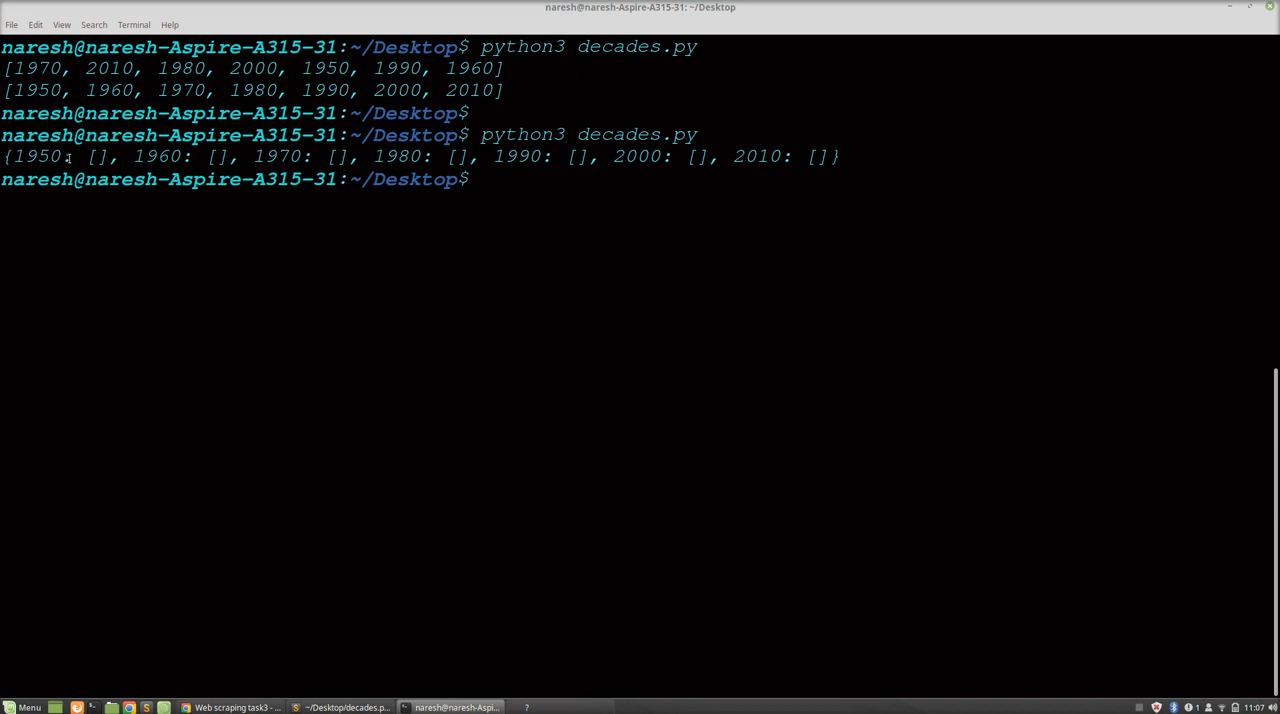 naresh@naresh-Aspire-A315-31: ~/Desktop
File Edit View Search Terminal Help
naresh@naresh-Aspire-A315-31:~/Desktop$ python3 decades.py
[1970, 2010, 1980, 2000, 1950, 1990, 1960]
[1950, 1960, 1970, 1980, 1990, 2000, 2010]
naresh@naresh-Aspire-A315-31:~/Desktop$
naresh@naresh-Aspire-A315-31:~/Desktop$ python3 decades.py
{1950: [], 1960: [], 1970: [], 1980: [], 1990: [], 2000: [], 2010: []}
naresh@naresh-Aspire-A315-31:~/Desktop$
Menu Web scraping task3 - ... ~/Desktop/decades.p... naresh@naresh-Aspi... ? 1 11:07